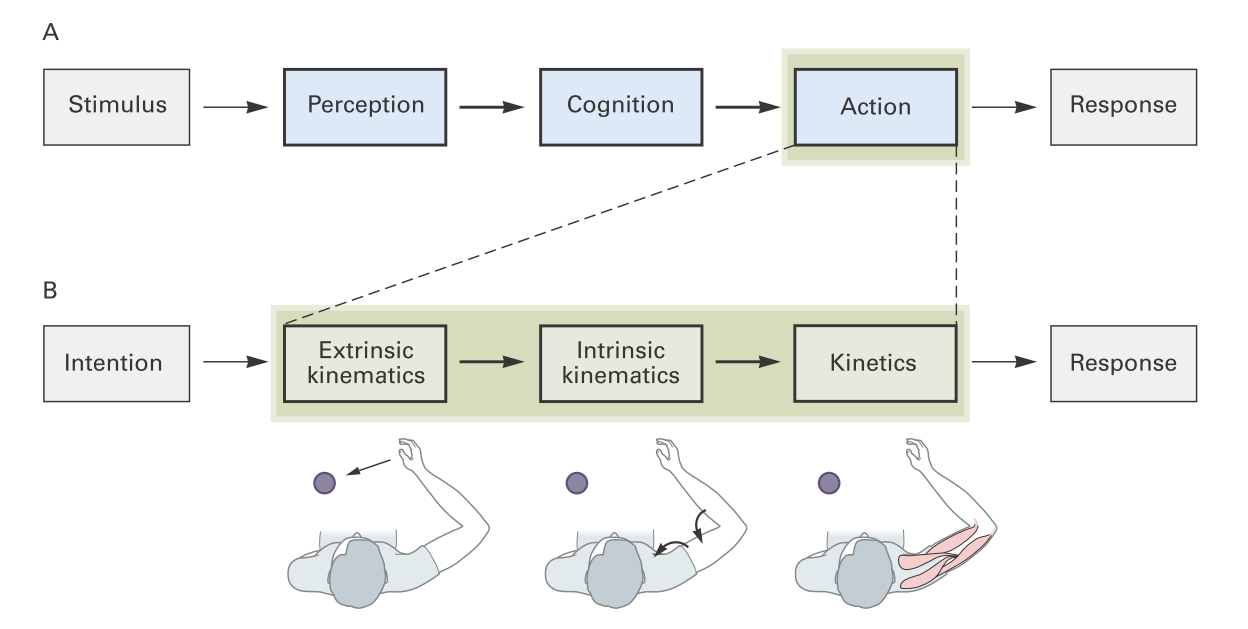 A
Stimulus
Perception
Cognition
Action
Response
B
Intention
Extrinsic
kinematics
Intrinsic
kinematics
Kinetics
Response